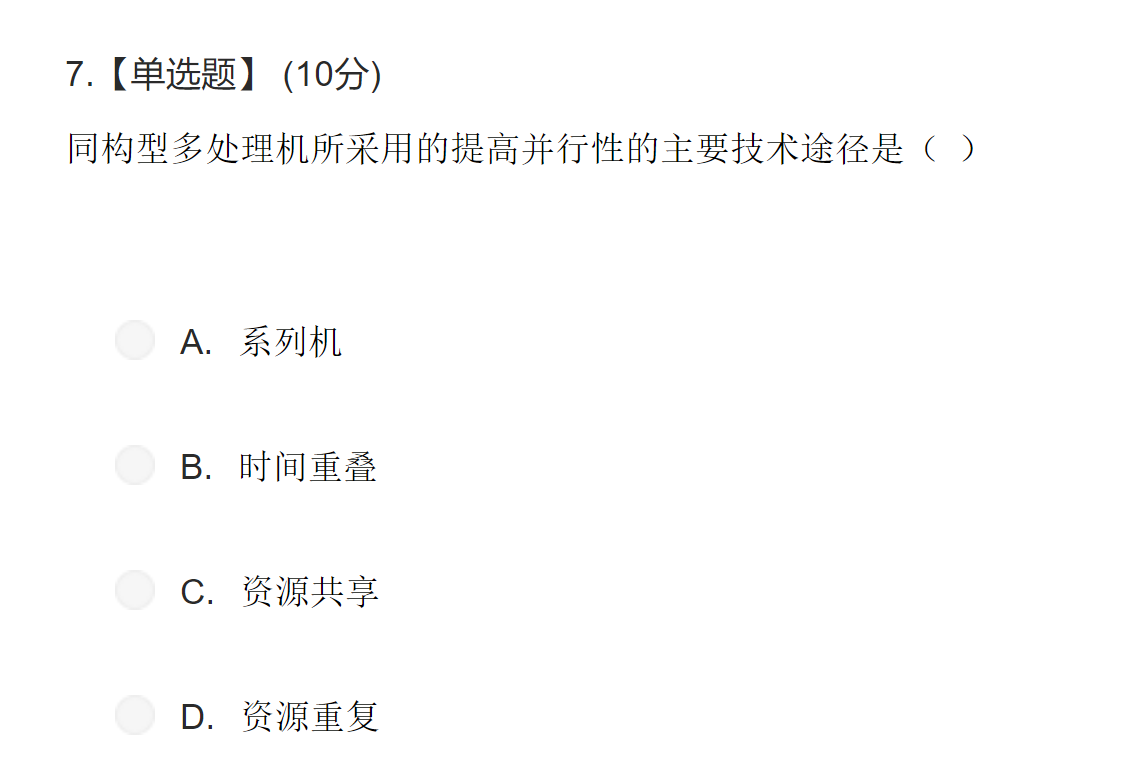 7.【单选题】 (10分)
同构型多处理机所采用的提高并行性的主要技术途径是（ ）
A. 系列机
B. 时间重叠
C. 资源共享
D. 资源重复